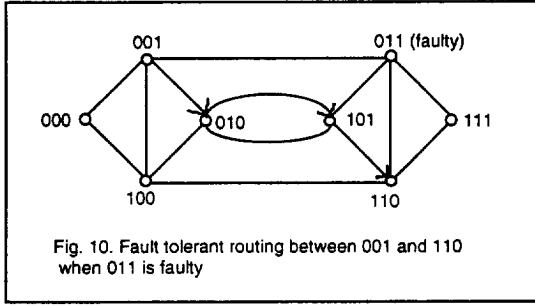 001
011 (faulty)
000
010
101
111
100
110
Fig. 10. Fault tolerant routing between 001 and 110
when 011 is faulty